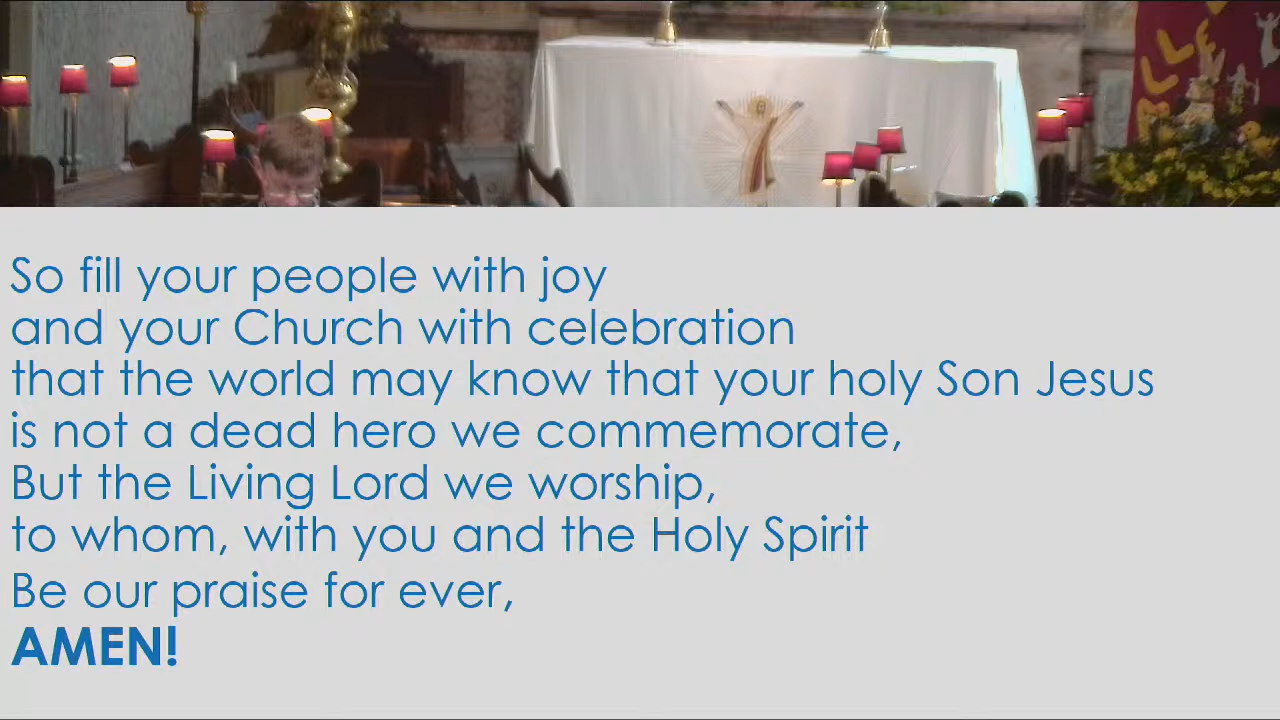 So fill your people with joy
and your Church with celebration
that the world may know that your holy Son Jesus
is not a dead hero we commemorate,
But the Living Lord we worship,
to whom, with you and the Holy Spirit
Be our praise for ever,
AMEN!